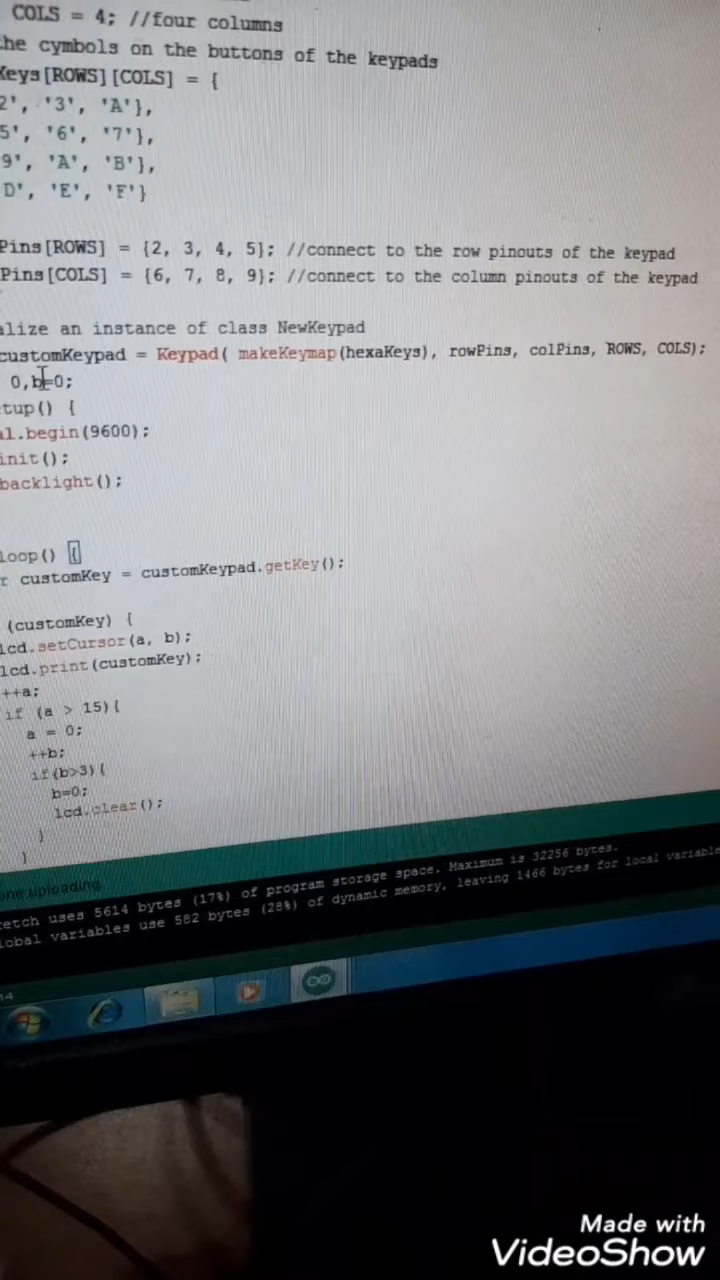 COLS = 4; //four columns
he cymbols on the buttons of the keypads
Keys[ROWS][COLS] = {
2', '3', 'A'},
5', '6', '7'},
9', 'A', 'B'},
D', 'E', 'F'}
Pins[ROWS] = {2, 3, 4, 5}; //connect to the row pinouts of the keypad
Pins[COLS] = {6, 7, 8, 9}; //connect to the column pinouts of the keypad
alize an instance of class NewKeypad
customKeypad = Keypad( makeKeymap(hexaKeys), rowPins, colPins, ROWS, COLS);
0,b=0;
tup() {
al.begin(9600);
init();
backlight();
loop() {
r customKey = customKeypad.getKey();
(customKey) {
lcd.setCursor(a, b);
lcd.print(customKey);
++a;
if (a > 15){
a = 0;
++b;
if(b>3){
b=0;
lcd.clear();
}
}
one uploading
etch uses 5614 bytes (17%) of program storage space. Maximum is 32256 bytes.
lobal variables use 582 bytes (28%) of dynamic memory, leaving 1466 bytes for local variable
14
Made with
VideoShow